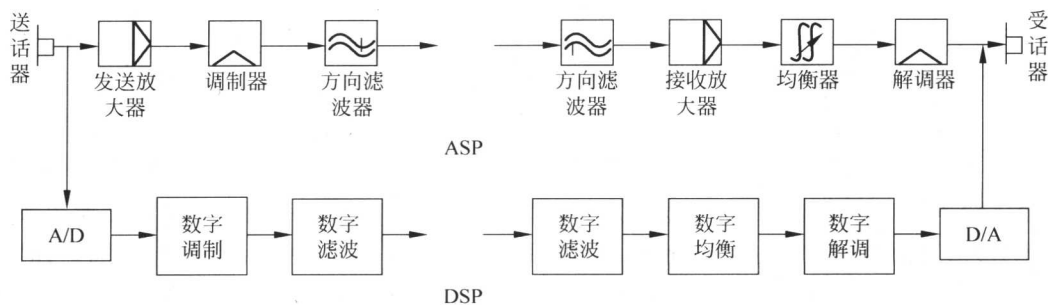 送话器
发送放
大器
调制器
方向滤
波器
方向滤
波器
接收放
大器
均衡器
解调器
受话器
ASP
A/D
数字
调制
数字
滤波
数字
滤波
数字
均衡
数字
解调
D/A
DSP